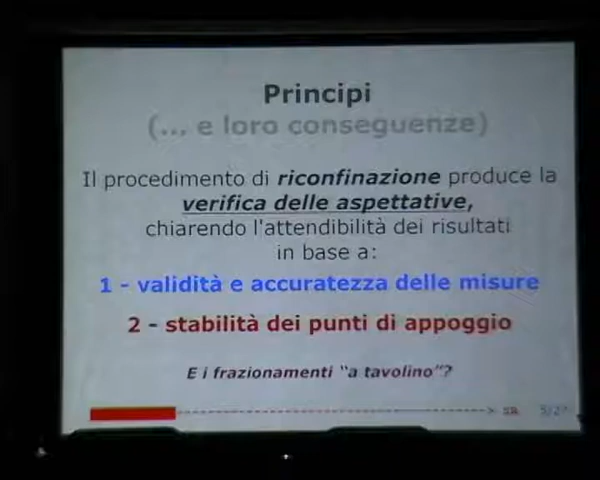 Principi
(... e loro conseguenze)
Il procedimento di riconfinazione produce la
verifica delle aspettative,
chiarendo l'attendibilità dei risultati
in base a:
1 - validità e accuratezza delle misure
2 - stabilità dei punti di appoggio
E i frazionamenti "a tavolino"?